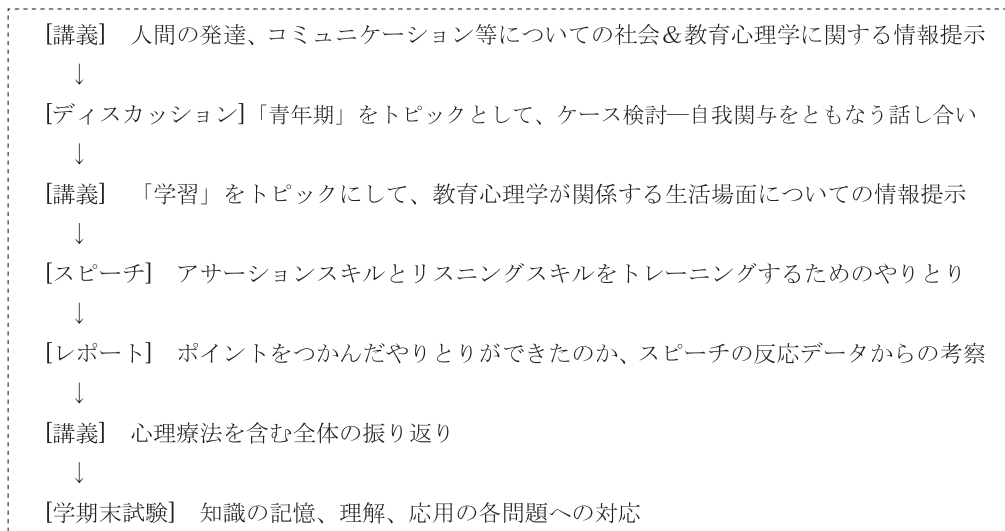 [講義]　人間の発達、コミュニケーション等についての社会＆教育心理学に関する情報提示
↓
[ディスカッション]「青年期」をトピックとして、ケース検討―自我関与をともなう話し合い
↓
[講義]　「学習」をトピックにして、教育心理学が関係する生活場面についての情報提示
↓
[スピーチ]　アサーションスキルとリスニングスキルをトレーニングするためのやりとり
↓
[レポート]　ポイントをつかんだやりとりができたのか、スピーチの反応データからの考察
↓
[講義]　心理療法を含む全体の振り返り
↓
[学期末試験]　知識の記憶、理解、応用の各問題への対応